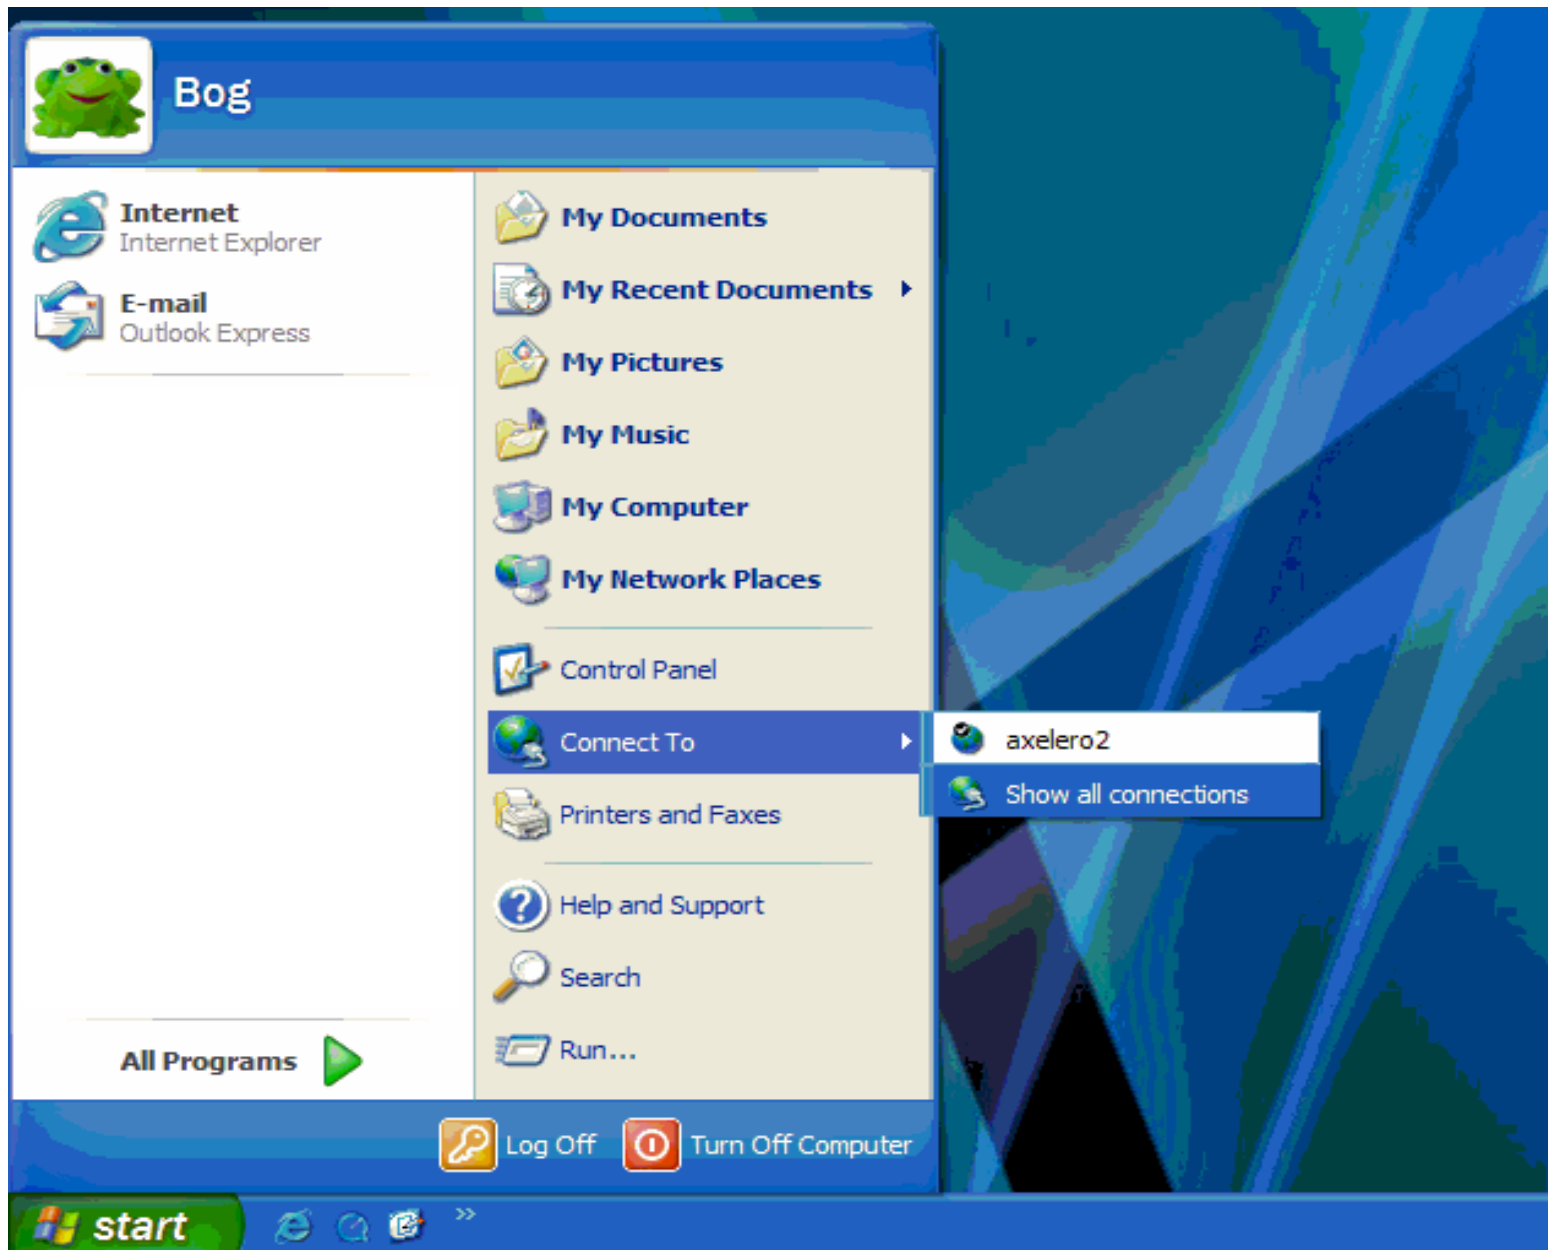 Bog
Internet
Internet Explorer
E-mail
Outlook Express
All Programs
My Documents
My Recent Documents
My Pictures
My Music
My Computer
My Network Places
Control Panel
Connect To
axelero2
Show all connections
Printers and Faxes
Help and Support
Search
Run...
Log Off
Turn Off Computer
start